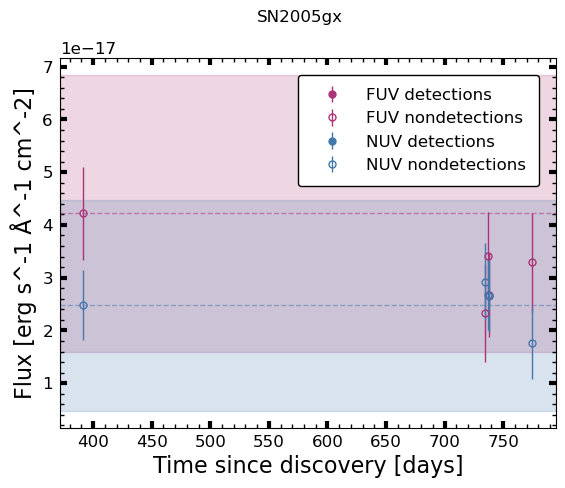 SN2005gx
1e−17
7
6
5
4
3
2
1
Flux [erg s^-1 Å^-1 cm^-2]
FUV detections
FUV nondetections
NUV detections
NUV nondetections
400 450 500 550 600 650 700 750
Time since discovery [days]